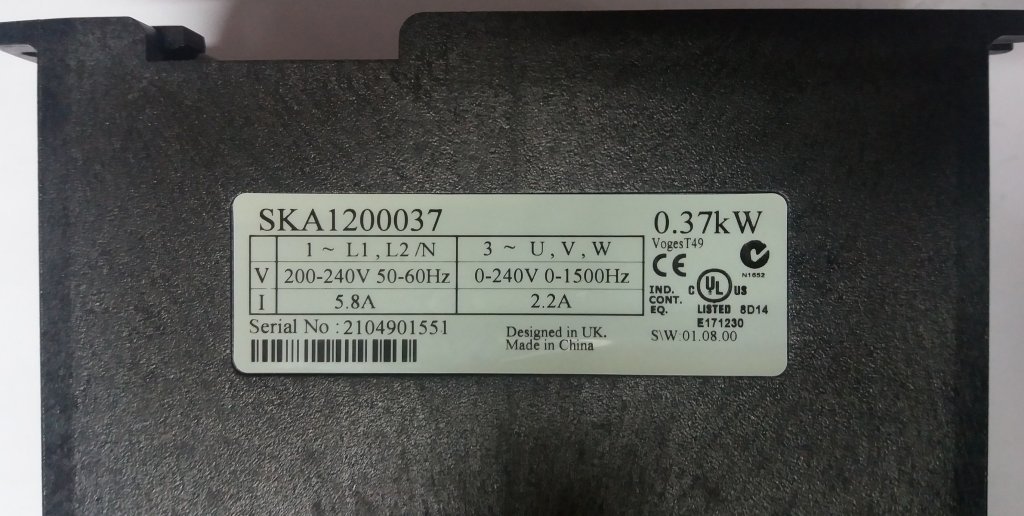 SKA1200037
0.37kW
1 ~ L1 , L2 /N
3 ~ U , V , W
V
200-240V 50-60Hz
0-240V 0-1500Hz
I
5.8A
2.2A
VogesT49
CE
N1652
IND.
CONT.
EQ.
C UL US
LISTED 8D14
E171230
Serial No : 2104901551
Designed in UK.
Made in China
S\W:01.08.00